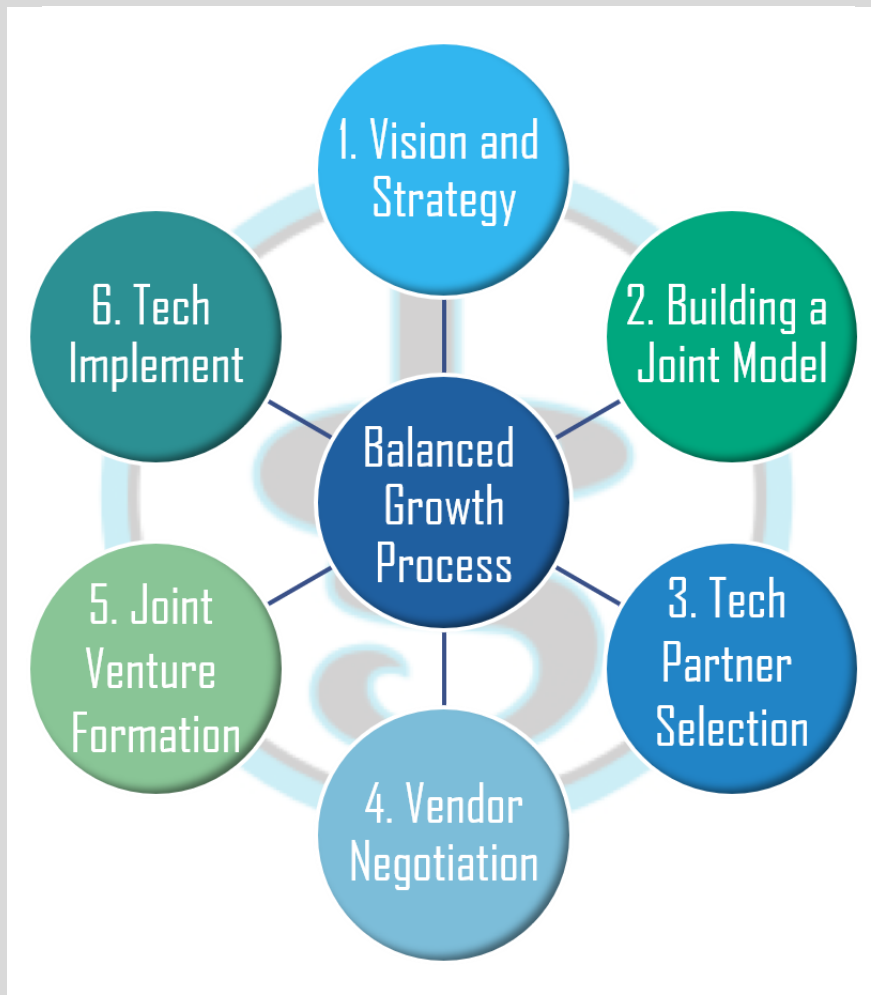 1. Vision and
Strategy
2. Building a
Joint Model
3. Tech
Partner
Selection
4. Vendor
Negotiation
5. Joint
Venture
Formation
6. Tech
Implement
Balanced
Growth
Process